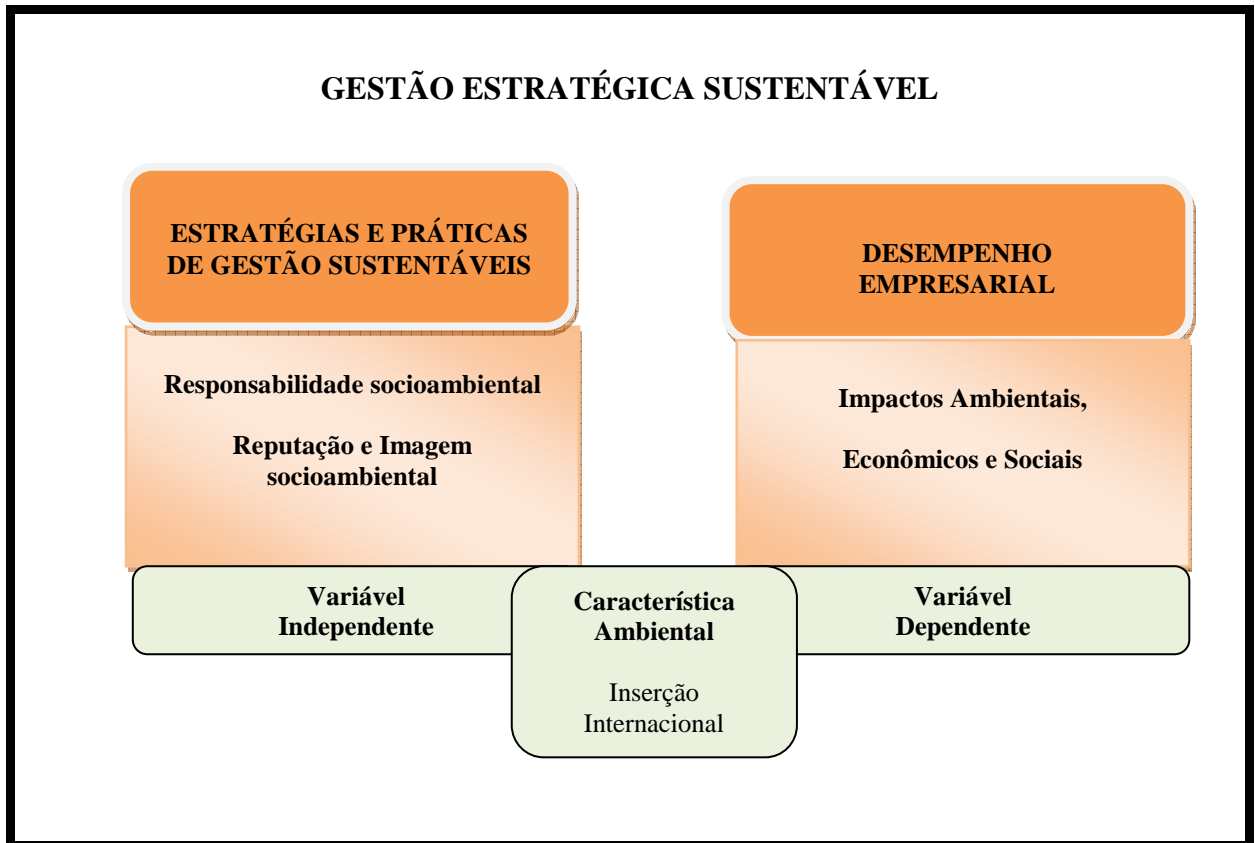 GESTÃO ESTRATÉGICA SUSTENTÁVEL
ESTRATÉGIAS E PRÁTICAS
DE GESTÃO SUSTENTÁVEIS
Responsabilidade socioambiental
Reputação e Imagem
socioambiental
DESEMPENHO
EMPRESARIAL
Impactos Ambientais,
Econômicos e Sociais
Variável
Independente
Característica
Ambiental
Inserção
Internacional
Variável
Dependente